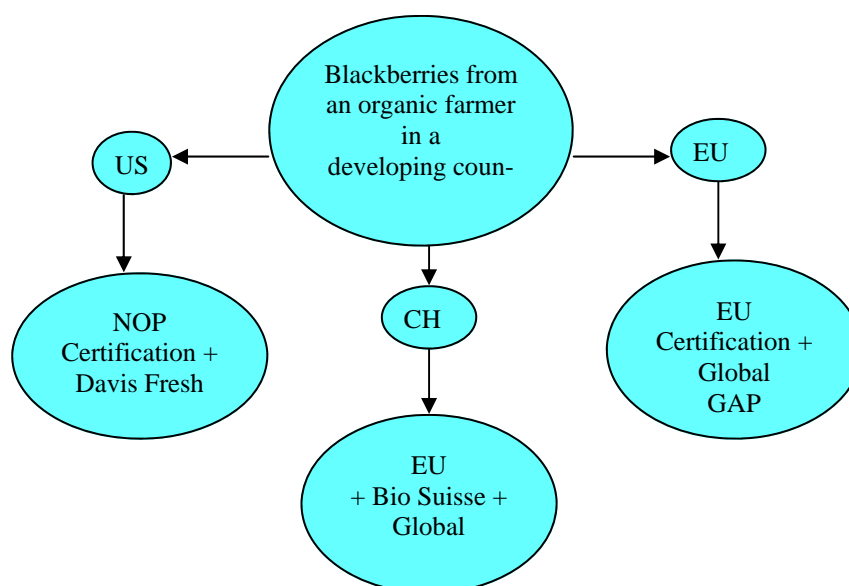 Blackberries from
an organic farmer
in a
developing coun-
US
EU
NOP
Certification +
Davis Fresh
CH
EU
Certification +
Global
GAP
EU
+ Bio Suisse +
Global